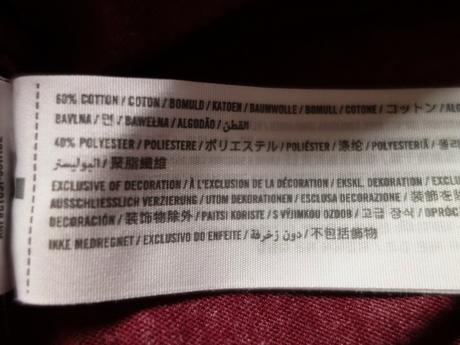 60% COTTON / COTON / BOMULD / KATOEN / BAUMWOLLE / BOMULL / COTONE / コットン /
BAVLNA / 면 / BAWEŁNA / ALGODÃO / القطن
40% POLYESTER / POLIESTERE / ポリエステル / POLIÉSTER / 涤纶 / POLYESTERIÄ /
البوليستر / 聚脂纖維
EXCLUSIVE OF DECORATION / À L'EXCLUSION DE LA DÉCORATION / EKSKL. DEKORATION /
AUSSCHLIESSLICH VERZIERUNG / UTOM DEKORATIONEN / ESCLUSA DECORAZIONE / 装飾を
DECORACIÓN / 装饰物除外 / PAITSI KORISTE / S VÝJIMKOU OZDOB / 고급 장식 /
IKKE MEDREGNET / EXCLUSIVO DO ENFEITE / دون زخرفة / 不包括飾物